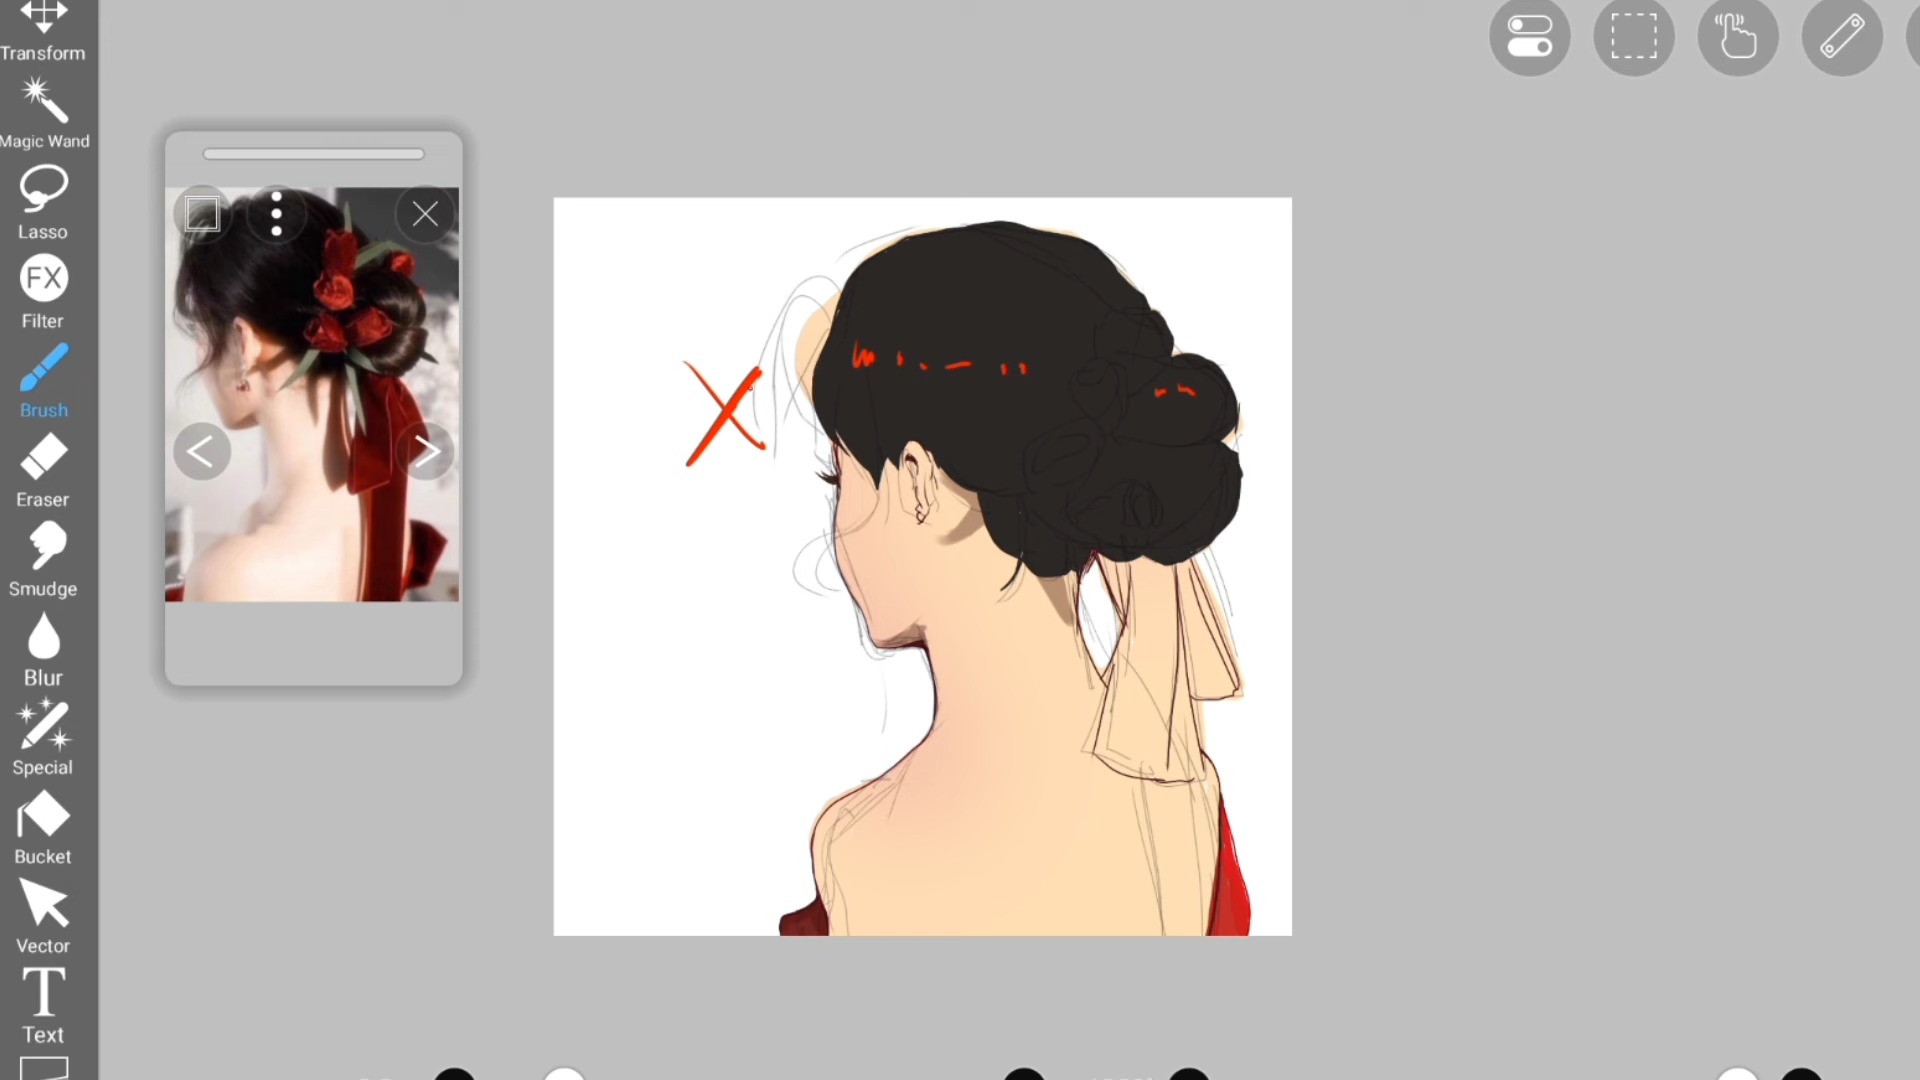 Transform
Magic Wand
Lasso
FX
Filter
Brush
Eraser
Smudge
Blur
Special
Bucket
Vector
T
Text
X